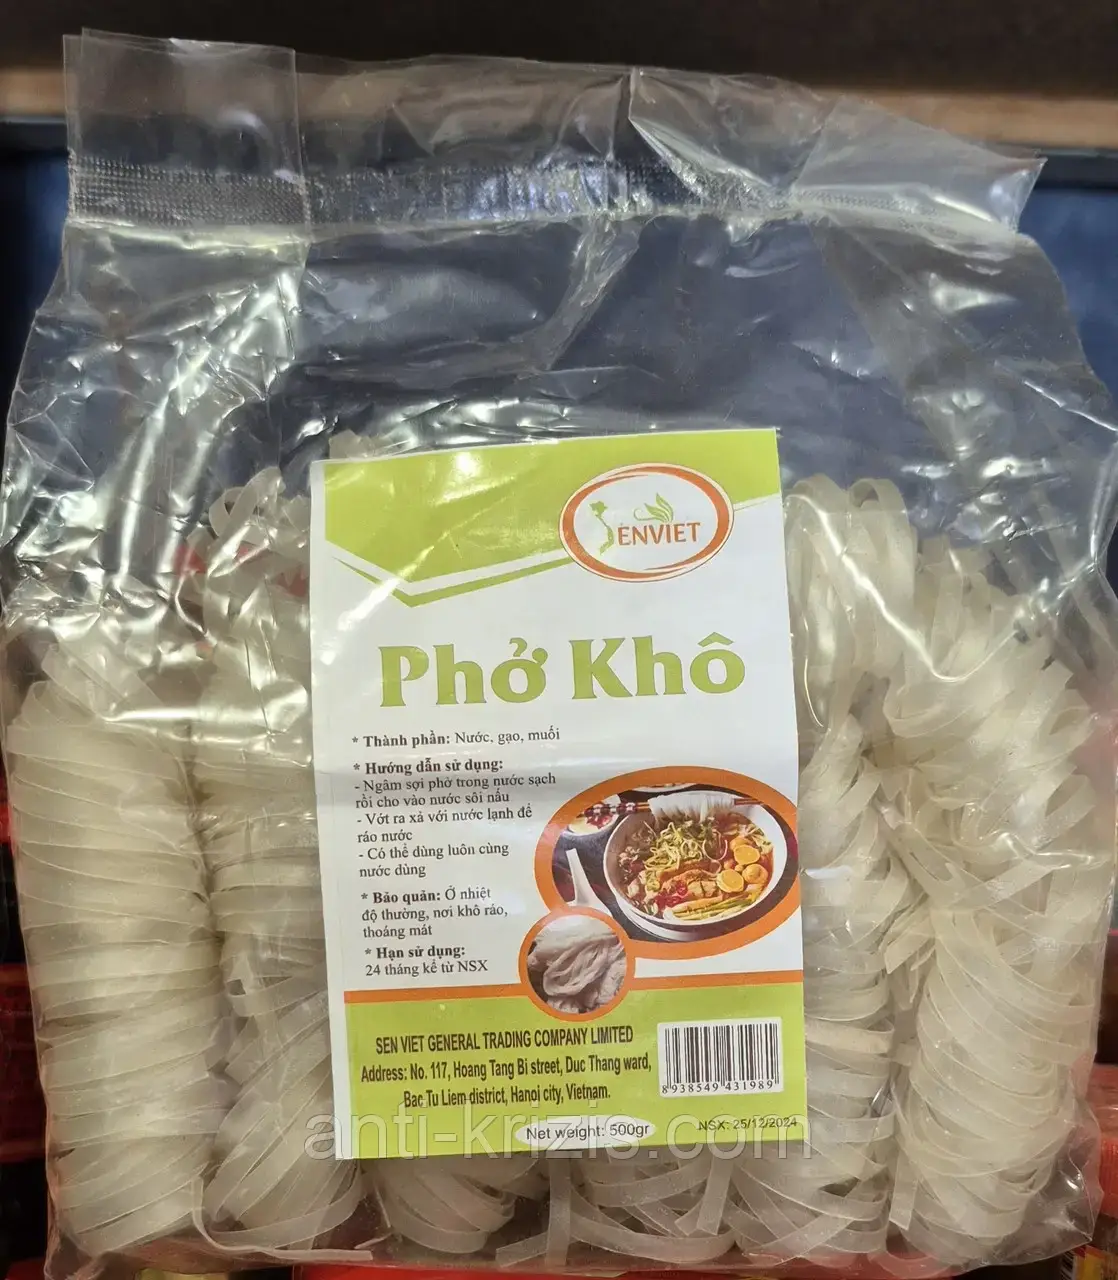 SENVIET
Phở Khô
* Thành phần: Nước, gạo, muối
* Hướng dẫn sử dụng:
- Ngâm sợi phở trong nước sạch
rồi cho vào nước sôi nấu
- Vớt ra xả với nước lạnh để
ráo nước
- Có thể dùng luôn cùng
nước dùng
* Bảo quản: Ở nhiệt
độ thường, nơi khô ráo,
thoáng mát
* Hạn sử dụng:
24 tháng kể từ NSX
SEN VIET GENERAL TRADING COMPANY LIMITED
Address: No. 117, Hoang Tang Bi street, Duc Thang ward,
Bac Tu Liem district, Hanoi city, Vietnam.
8 938549 431989
Net weight: 500gr
NSX: 25/12/2024
anti-krizis.com